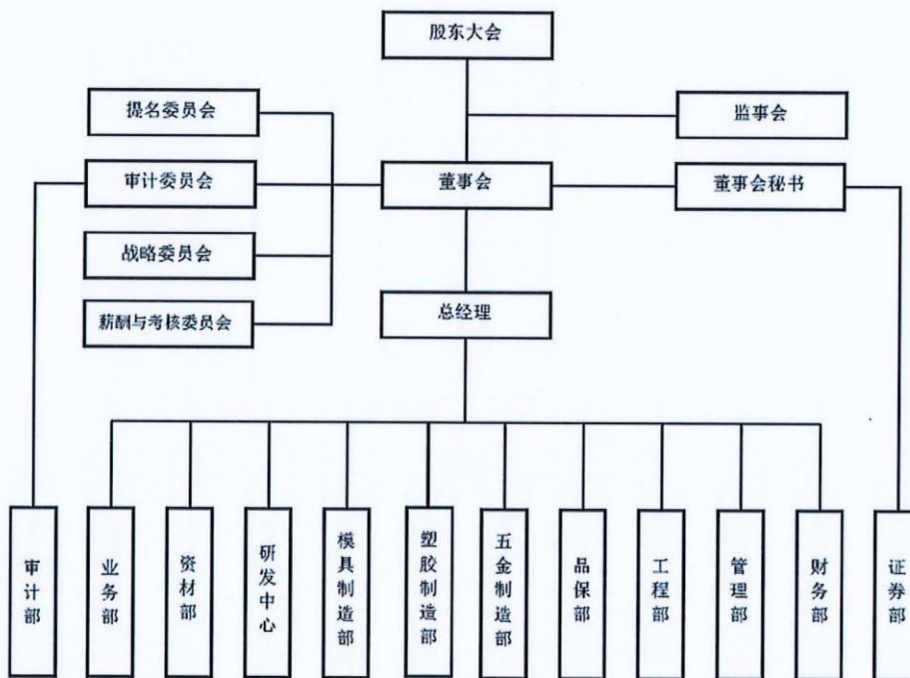 股东大会
提名委员会
监事会
审计委员会
董事会
董事会秘书
战略委员会
总经理
薪酬与考核委员会
审计部
业务部
资材部
研发中心
模具制造部
塑胶制造部
五金制造部
品保部
工程部
管理部
财务部
证券部